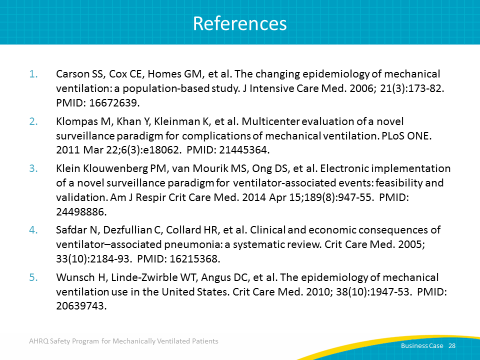 References
1. Carson SS, Cox CE, Homes GM, et al. The changing epidemiology of mechanical
ventilation: a population-based study. J Intensive Care Med. 2006; 21(3):173-82.
PMID: 16672639.
2. Klompas M, Khan Y, Kleinman K, et al. Multicenter evaluation of a novel
surveillance paradigm for complications of mechanical ventilation. PLoS ONE.
2011 Mar 22;6(3):e18062. PMID: 21445364.
3. Klein Klouwenberg PM, van Mourik MS, Ong DS, et al. Electronic implementation
of a novel surveillance paradigm for ventilator-associated events: feasibility and
validation. Am J Respir Crit Care Med. 2014 Apr 15;189(8):947-55. PMID:
24498886.
4. Safdar N, Dezfullian C, Collard HR, et al. Clinical and economic consequences of
ventilator–associated pneumonia: a systematic review. Crit Care Med. 2005;
33(10):2184-93. PMID: 16215368.
5. Wunsch H, Linde-Zwirble WT, Angus DC, et al. The epidemiology of mechanical
ventilation use in the United States. Crit Care Med. 2010; 38(10):1947-53. PMID:
20639743.
AHRQ Safety Program for Mechanically Ventilated Patients
Business Case 28